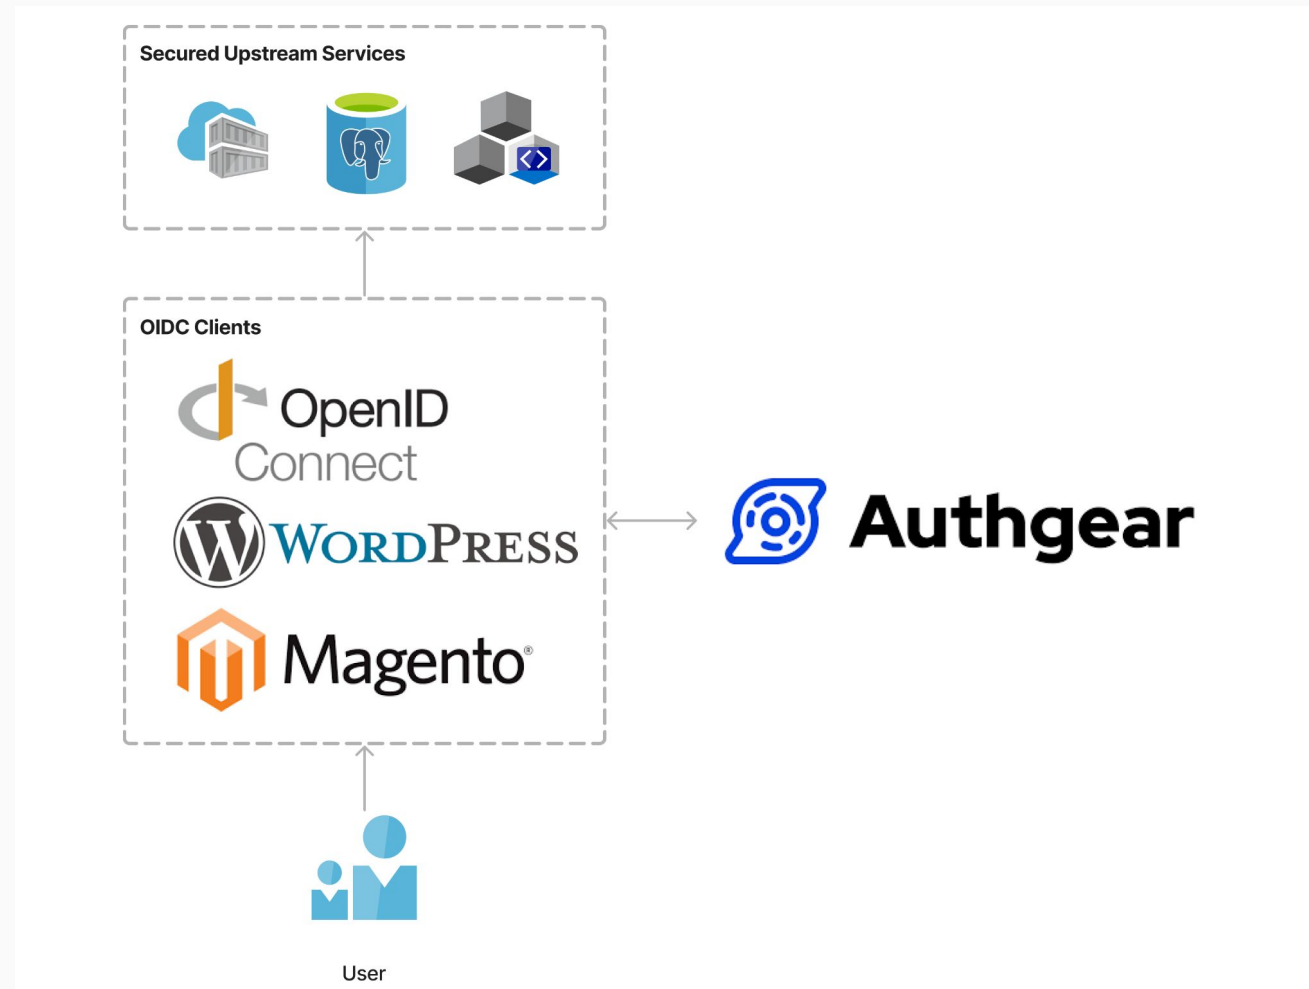 Secured Upstream Services
OIDC Clients
OpenID
Connect
WORDPRESS
Magento®
Authgear
User